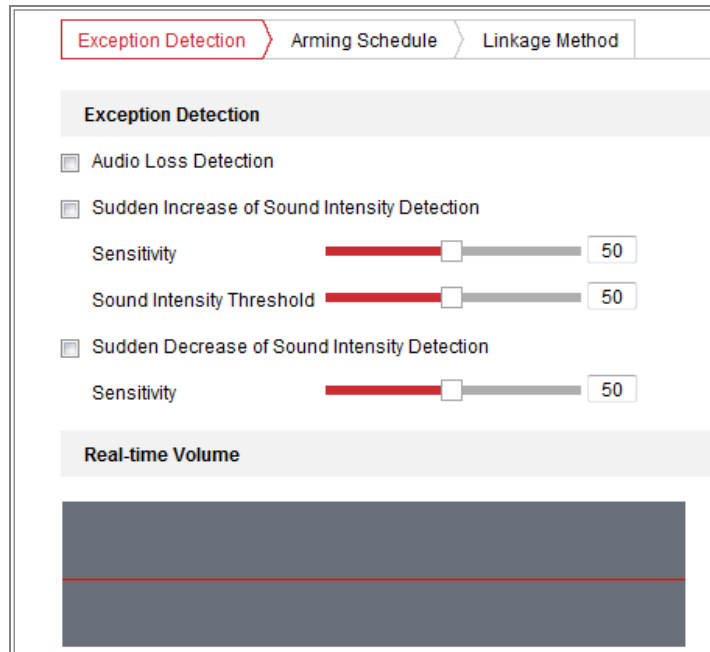 Exception Detection Arming Schedule Linkage Method
Exception Detection
Audio Loss Detection
Sudden Increase of Sound Intensity Detection
Sensitivity 50
Sound Intensity Threshold 50
Sudden Decrease of Sound Intensity Detection
Sensitivity 50
Real-time Volume